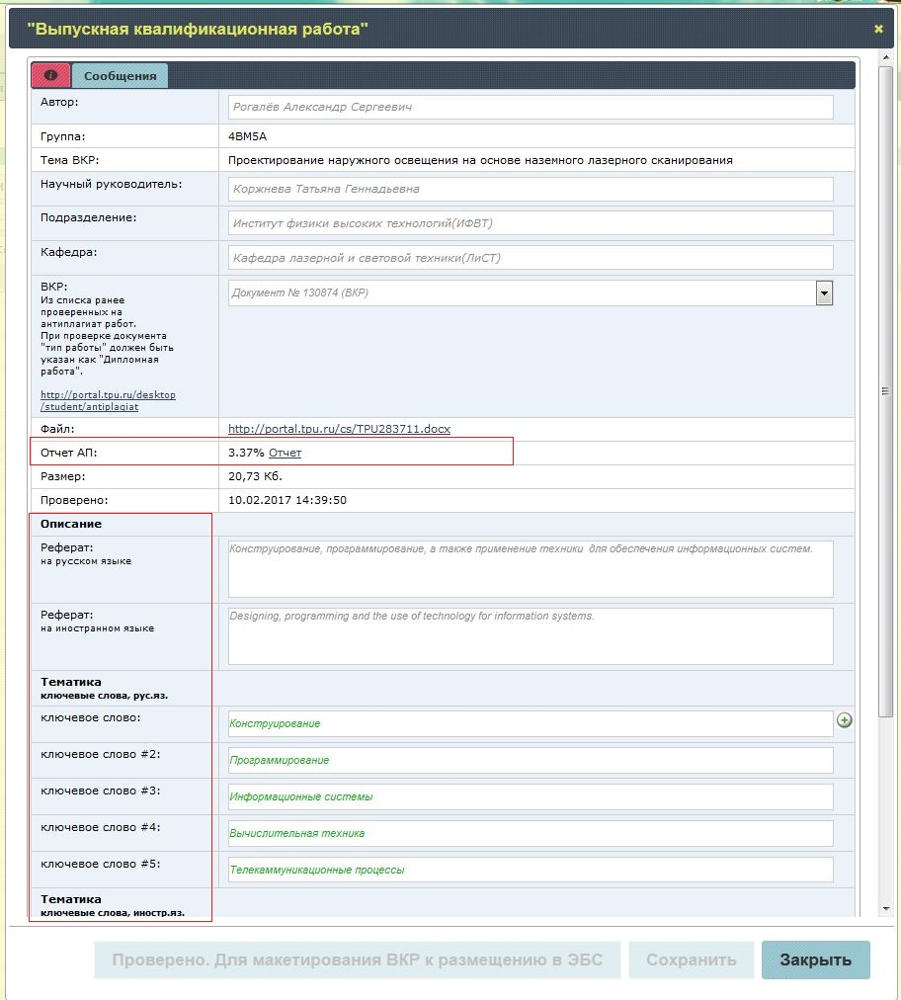 "Выпускная квалификационная работа"
Сообщения
Автор:
Рогалёв Александр Сергеевич
Группа:
4ВМ5А
Тема ВКР:
Проектирование наружного освещения на основе наземного лазерного сканирования
Научный руководитель:
Коржнева Татьяна Геннадьевна
Подразделение:
Институт физики высоких технологий(ИФВТ)
Кафедра:
Кафедра лазерной и световой техники(ЛиСТ)
ВКР:
Из списка ранее
проверенных на
антиплагиат работ.
При проверке документа
"тип работы" должен быть
указан как "Дипломная
работа".
http://portal.tpu.ru/desktop
/student/antiplagiat
Документ № 130874 (ВКР)
Файл:
http://portal.tpu.ru/cs/TPU283711.docx
Отчет АП:
3.37% Отчет
Размер:
20,73 Кб.
Проверено:
10.02.2017 14:39:50
Описание
Реферат:
на русском языке
Конструирование, программирование, а также применение техники для обеспечения информационных систем.
Реферат:
на иностранном языке
Designing, programming and the use of technology for information systems.
Тематика
ключевые слова, рус.яз.
ключевое слово:
Конструирование
ключевое слово #2:
Программирование
ключевое слово #3:
Информационные системы
ключевое слово #4:
Вычислительная техника
ключевое слово #5:
Телекоммуникационные процессы
Тематика
ключевые слова, иностр.яз.
Проверено. Для макетирования ВКР к размещению в ЭБС
Сохранить
Закрыть